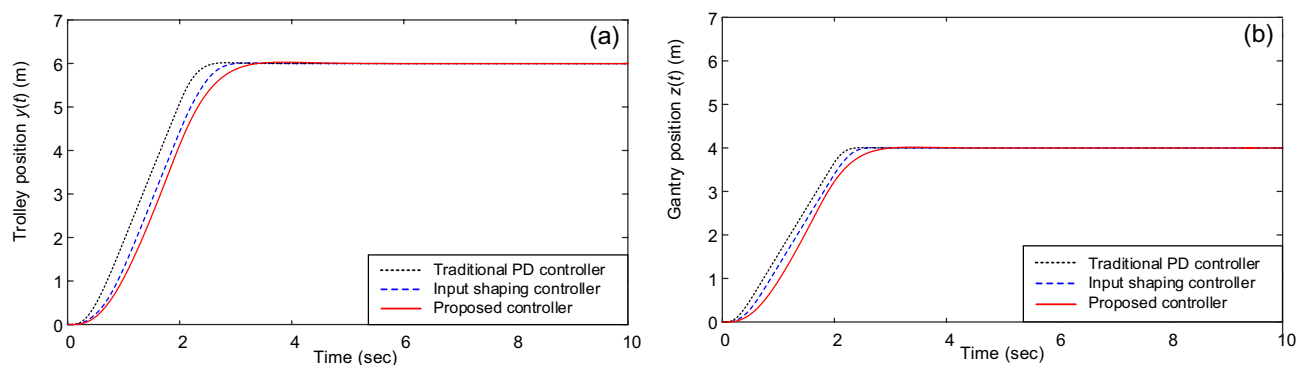 (a)
Trolley position y(t) (m)
7
6
5
4
3
2
1
0
Traditional PD controller
Input shaping controller
Proposed controller
0 2 4 6 8 10
Time (sec)
(b)
Gantry position z(t) (m)
7
6
5
4
3
2
1
0
Traditional PD controller
Input shaping controller
Proposed controller
0 2 4 6 8 10
Time (sec)